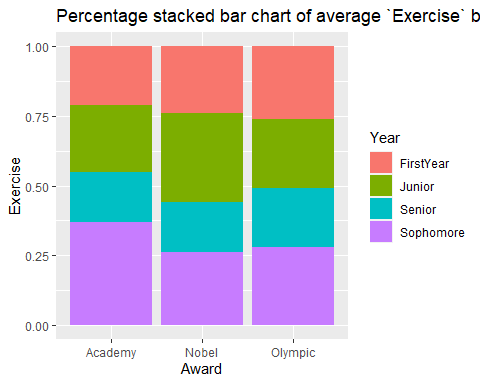 Percentage stacked bar chart of average `Exercise` b
1.00
0.75
0.50
0.25
0.00
Exercise
Academy
Nobel
Olympic
Award
Year
FirstYear
Junior
Senior
Sophomore